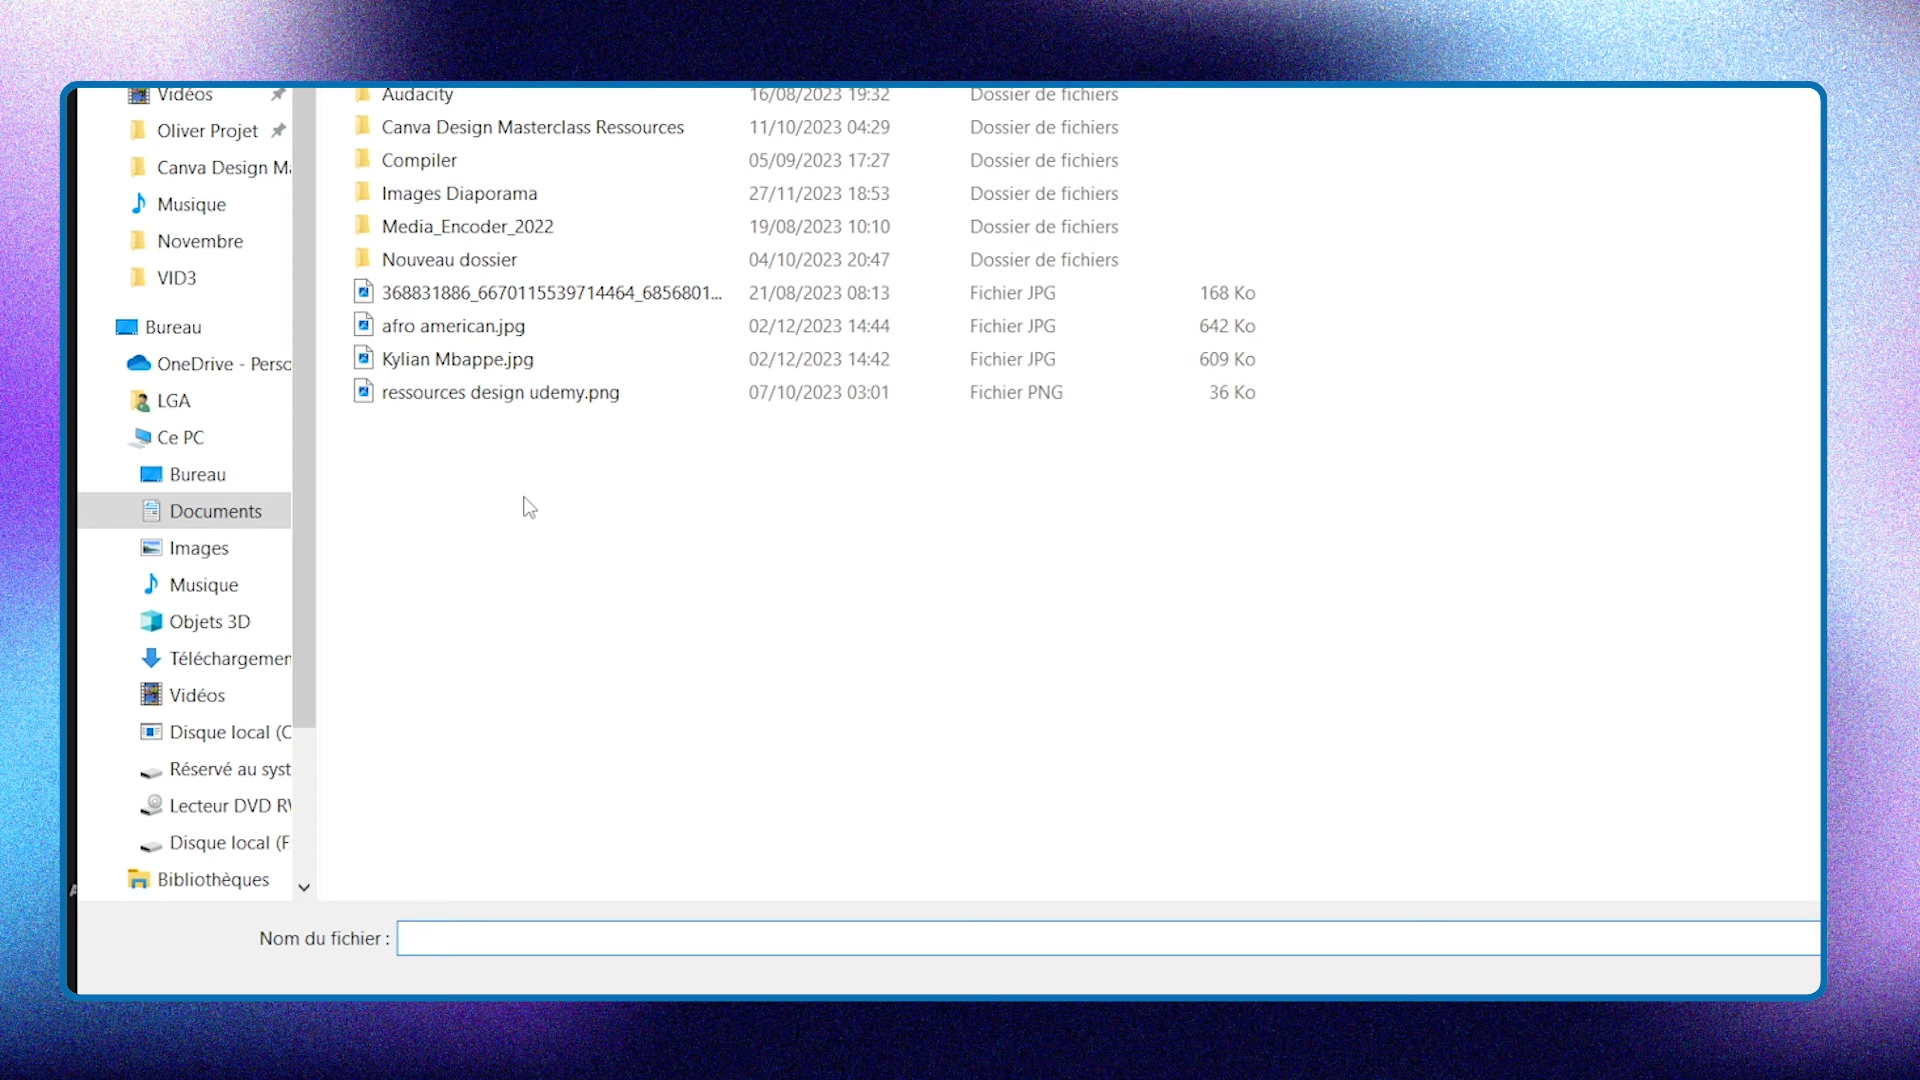 Vidéos
Oliver Projet
Canva Design Ma
Musique
Novembre
VID3
Bureau
OneDrive - Perso
LGA
Ce PC
Bureau
Documents
Images
Musique
Objets 3D
Téléchargemen
Vidéos
Disque local (C
Réservé au syst
Lecteur DVD RW
Disque local (F
Bibliothèques
Audacity 16/08/2023 19:32 Dossier de fichiers
Canva Design Masterclass Ressources 11/10/2023 04:29 Dossier de fichiers
Compiler 05/09/2023 17:27 Dossier de fichiers
Images Diaporama 27/11/2023 18:53 Dossier de fichiers
Media_Encoder_2022 19/08/2023 10:10 Dossier de fichiers
Nouveau dossier 04/10/2023 20:47 Dossier de fichiers
368831886_6670115539714464_6856801... 21/08/2023 08:13 Fichier JPG 168 Ko
afro american.jpg 02/12/2023 14:44 Fichier JPG 642 Ko
Kylian Mbappe.jpg 02/12/2023 14:42 Fichier JPG 609 Ko
ressources design udemy.png 07/10/2023 03:01 Fichier PNG 36 Ko
Nom du fichier :